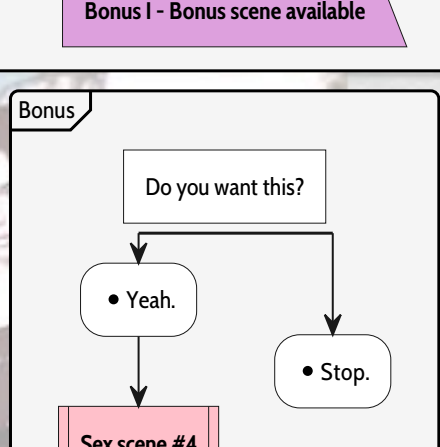 Bonus I - Bonus scene available
Bonus
Do you want this?
• Yeah.
• Stop.
Sex scene #4